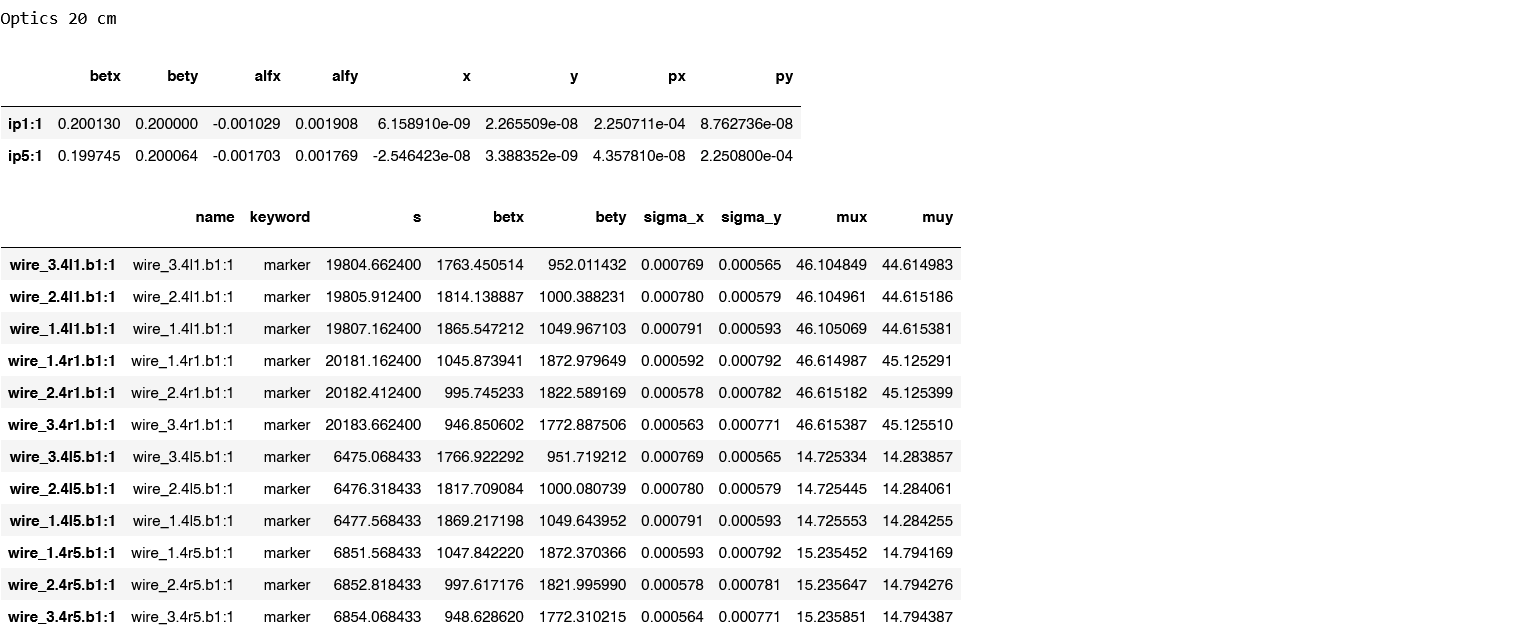 Optics 20 cm
betx bety alfx alfy x y px py
ip1:1 0.200130 0.200000 -0.001029 0.001908 6.158910e-09 2.265509e-08 2.250711e-04 8.762736e-08
ip5:1 0.199745 0.200064 -0.001703 0.001769 -2.546423e-08 3.388352e-09 4.357810e-08 2.250800e-04
name keyword s betx bety sigma_x sigma_y mux muy
wire_3.4l1.b1:1 wire_3.4l1.b1:1 marker 19804.662400 1763.450514 952.011432 0.000769 0.000565 46.104849 44.614983
wire_2.4l1.b1:1 wire_2.4l1.b1:1 marker 19805.912400 1814.138887 1000.388231 0.000780 0.000579 46.104961 44.615186
wire_1.4l1.b1:1 wire_1.4l1.b1:1 marker 19807.162400 1865.547212 1049.967103 0.000791 0.000593 46.105069 44.615381
wire_1.4r1.b1:1 wire_1.4r1.b1:1 marker 20181.162400 1045.873941 1872.979649 0.000592 0.000792 46.614987 45.125291
wire_2.4r1.b1:1 wire_2.4r1.b1:1 marker 20182.412400 995.745233 1822.589169 0.000578 0.000782 46.615182 45.125399
wire_3.4r1.b1:1 wire_3.4r1.b1:1 marker 20183.662400 946.850602 1772.887506 0.000563 0.000771 46.615387 45.125510
wire_3.4l5.b1:1 wire_3.4l5.b1:1 marker 6475.068433 1766.922292 951.719212 0.000769 0.000565 14.725334 14.283857
wire_2.4l5.b1:1 wire_2.4l5.b1:1 marker 6476.318433 1817.709084 1000.080739 0.000780 0.000579 14.725445 14.284061
wire_1.4l5.b1:1 wire_1.4l5.b1:1 marker 6477.568433 1869.217198 1049.643952 0.000791 0.000593 14.725553 14.284255
wire_1.4r5.b1:1 wire_1.4r5.b1:1 marker 6851.568433 1047.842220 1872.370366 0.000593 0.000792 15.235452 14.794169
wire_2.4r5.b1:1 wire_2.4r5.b1:1 marker 6852.818433 997.617176 1821.995990 0.000578 0.000781 15.235647 14.794276
wire_3.4r5.b1:1 wire_3.4r5.b1:1 marker 6854.068433 948.628620 1772.310215 0.000564 0.000771 15.235851 14.794387